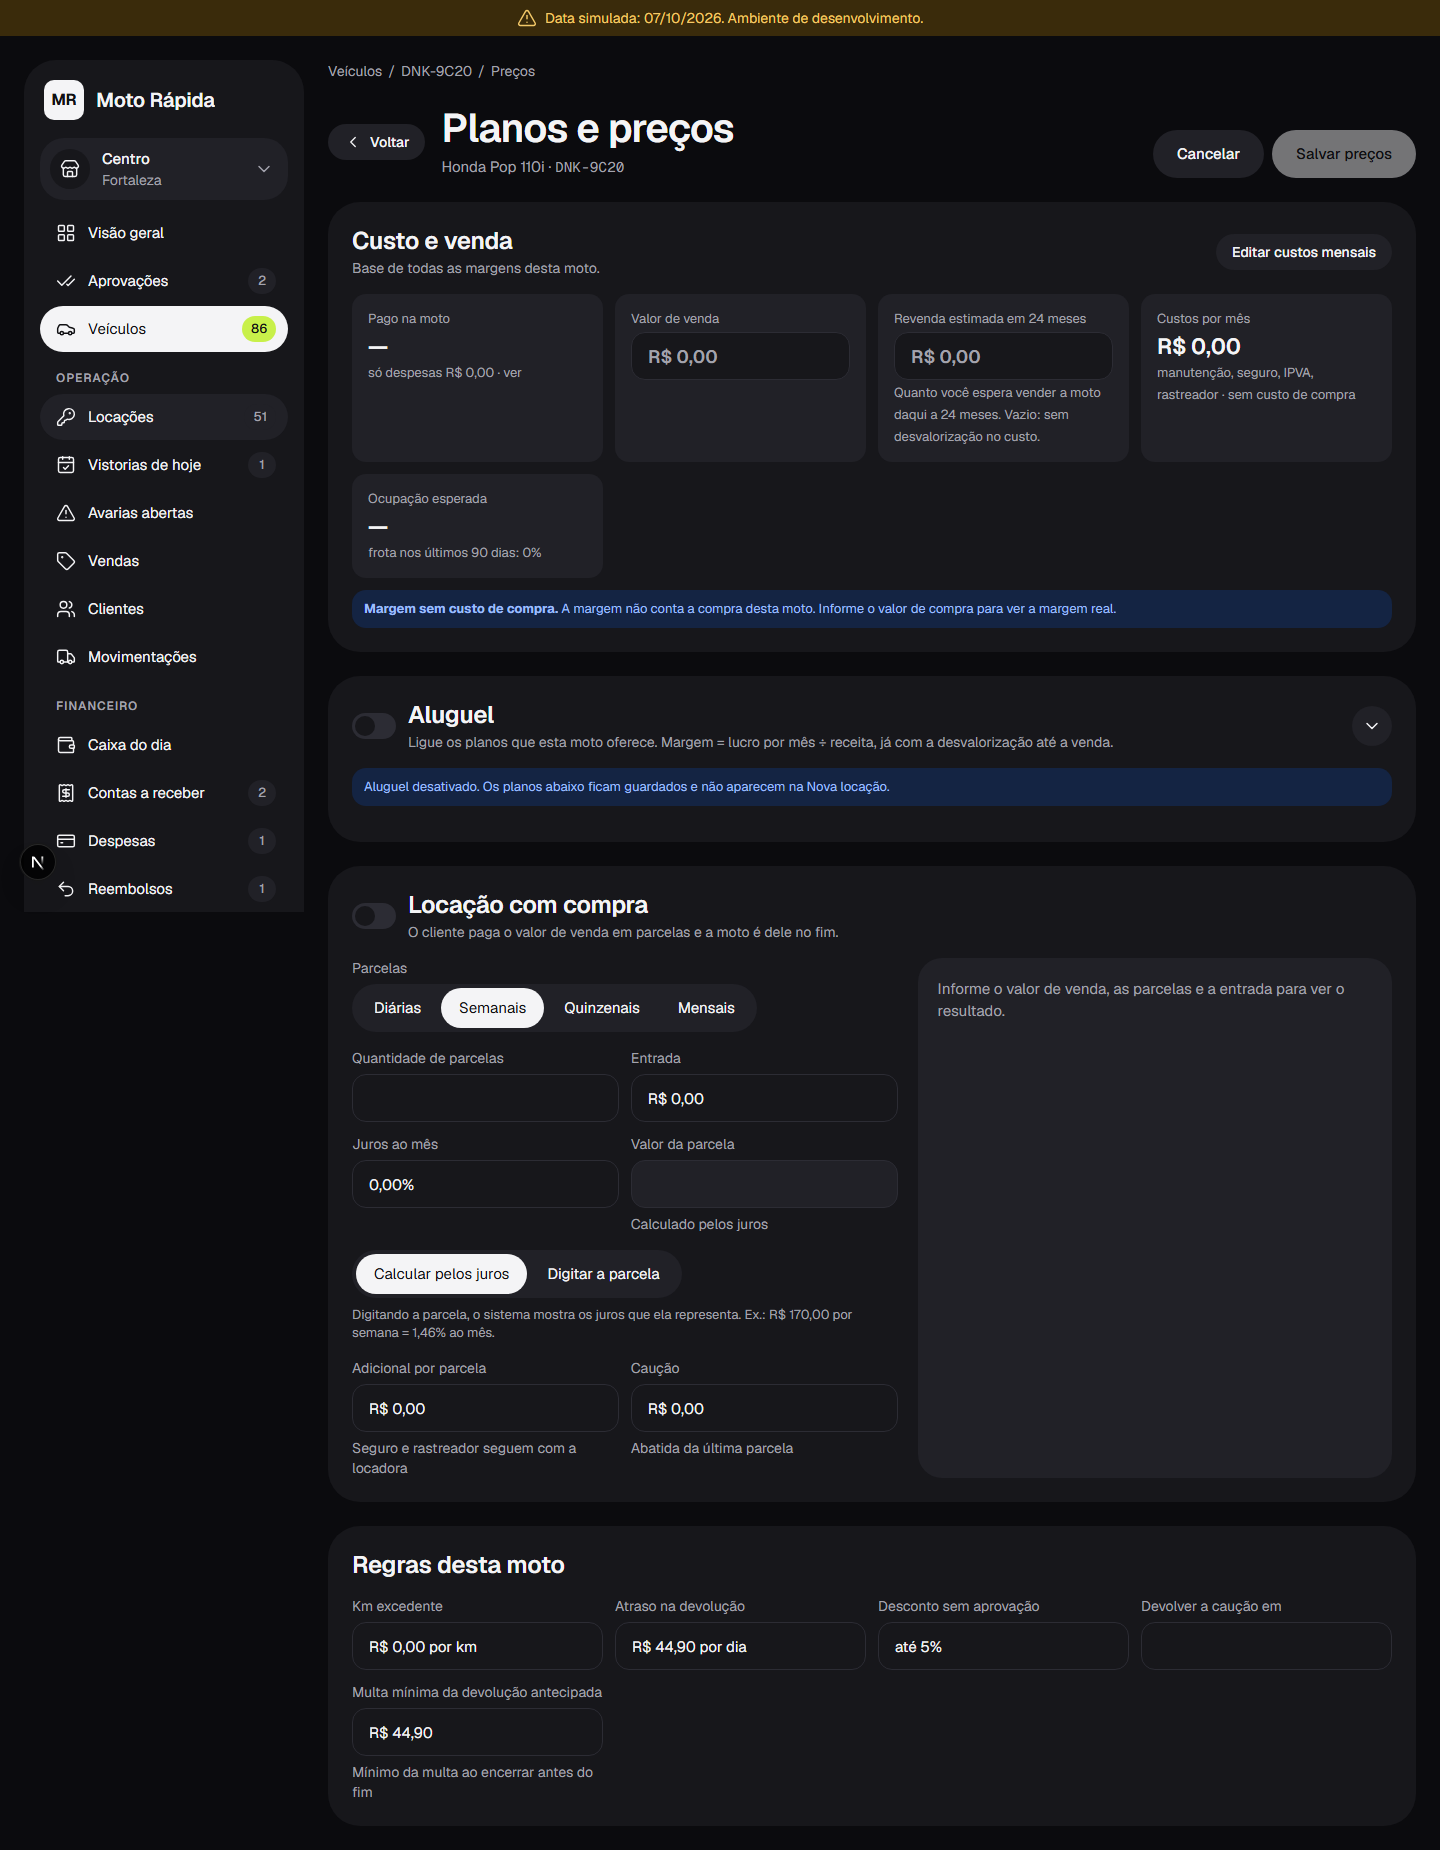 Data simulada: 07/10/2026. Ambiente de desenvolvimento.
MR Moto Rápida
Centro
Fortaleza
Visão geral
Aprovações 2
Veículos 86
OPERAÇÃO
Locações 51
Vistorias de hoje 1
Avarias abertas
Vendas
Clientes
Movimentações
FINANCEIRO
Caixa do dia
Contas a receber 2
Despesas 1
N
Reembolsos 1
Veículos / DNK-9C20 / Preços
Voltar
Planos e preços
Honda Pop 110i · DNK-9C20
Cancelar
Salvar preços
Custo e venda
Base de todas as margens desta moto.
Editar custos mensais
Pago na moto
—
só despesas R$ 0,00 · ver
Valor de venda
R$ 0,00
Revenda estimada em 24 meses
R$ 0,00
Quanto você espera vender a moto
daqui a 24 meses. Vazio: sem
desvalorização no custo.
Custos por mês
R$ 0,00
manutenção, seguro, IPVA,
rastreador · sem custo de compra
Ocupação esperada
—
frota nos últimos 90 dias: 0%
Margem sem custo de compra. A margem não conta a compra desta moto. Informe o valor de compra para ver a margem real.
Aluguel
Ligue os planos que esta moto oferece. Margem = lucro por mês ÷ receita, já com a desvalorização até a venda.
Aluguel desativado. Os planos abaixo ficam guardados e não aparecem na Nova locação.
Locação com compra
O cliente paga o valor de venda em parcelas e a moto é dele no fim.
Parcelas
Diárias Semanais Quinzenais Mensais
Quantidade de parcelas
Entrada
R$ 0,00
Juros ao mês
0,00%
Valor da parcela
Calculado pelos juros
Calcular pelos juros Digitar a parcela
Digitando a parcela, o sistema mostra os juros que ela representa. Ex.: R$ 170,00 por
semana = 1,46% ao mês.
Adicional por parcela
R$ 0,00
Seguro e rastreador seguem com a
locadora
Caução
R$ 0,00
Abatida da última parcela
Informe o valor de venda, as parcelas e a entrada para ver o
resultado.
Regras desta moto
Km excedente
R$ 0,00 por km
Atraso na devolução
R$ 44,90 por dia
Desconto sem aprovação
até 5%
Devolver a caução em
Multa mínima da devolução antecipada
R$ 44,90
Mínimo da multa ao encerrar antes do
fim